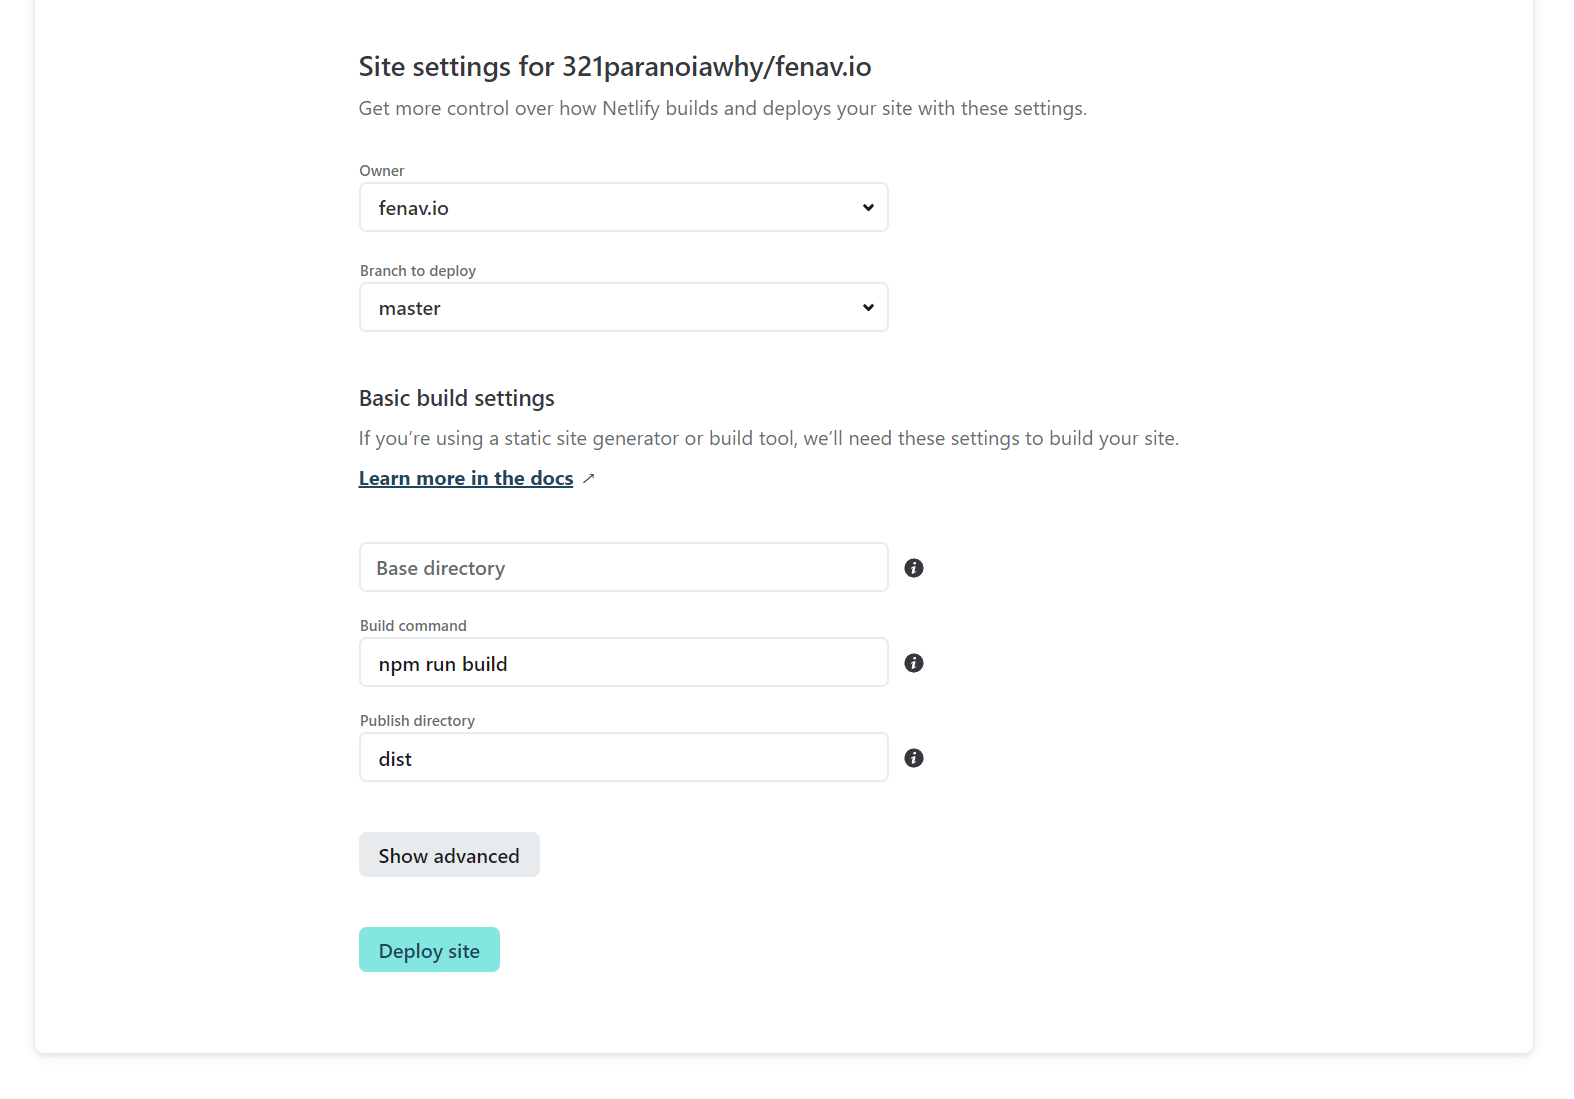 Site settings for 321paranoiawhy/fenav.io
Get more control over how Netlify builds and deploys your site with these settings.
Owner
fenav.io
Branch to deploy
master
Basic build settings
If you’re using a static site generator or build tool, we’ll need these settings to build your site.
Learn more in the docs ↗
Base directory
Build command
npm run build
Publish directory
dist
Show advanced
Deploy site